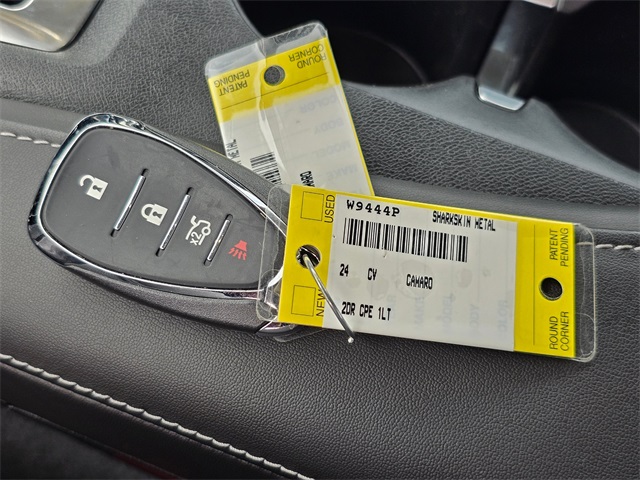 ROUND
CORNER
PATENT
PENDING
USED
W9444P
SHARKSKIN METAL
24 CV CAMARO
2DR CPE 1LT
NEW
PATENT
PENDING
ROUND
CORNER
2X